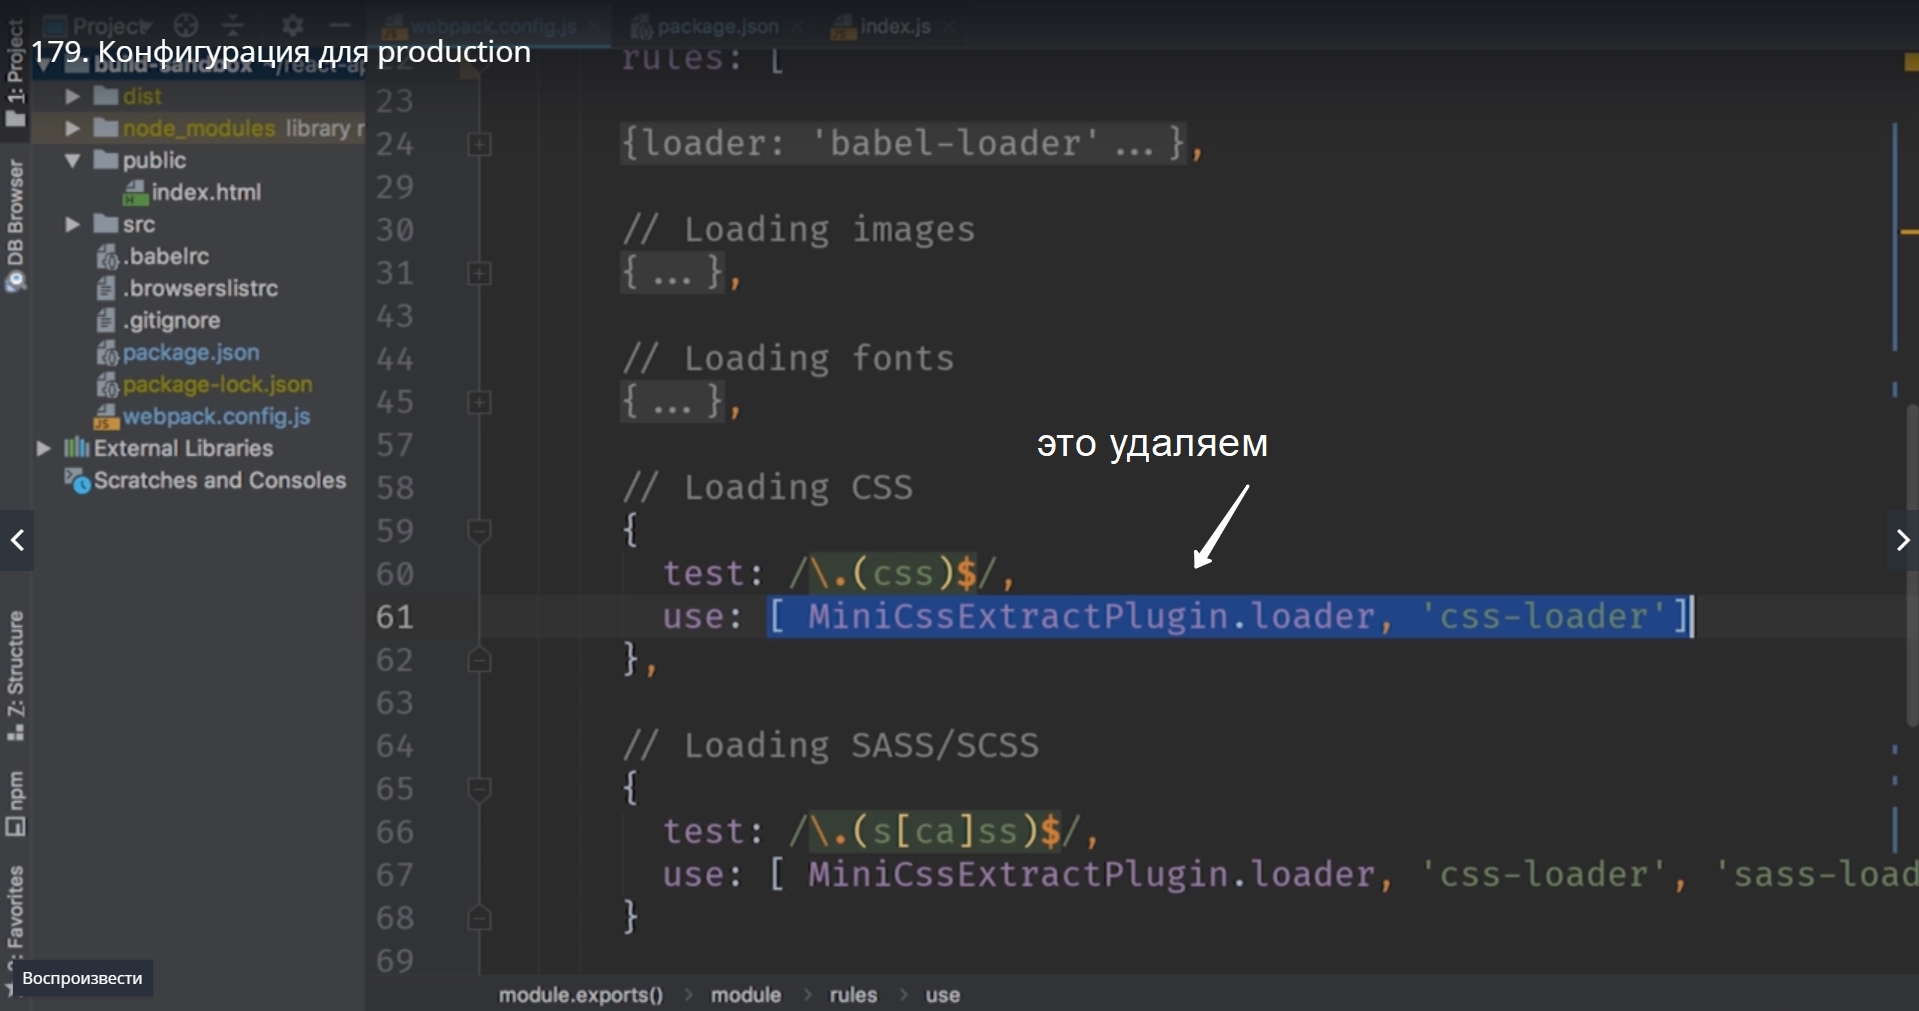 Project
webpack.config.js
package.json
index.js
179. Конфигурация для production
1: Project
DB Browser
Z: Structure
npm
Favorites
build-sandbox ~/react-ap
dist
node_modules library r
public
index.html
src
.babelrc
.browserslistrc
.gitignore
package.json
package-lock.json
webpack.config.js
External Libraries
Scratches and Consoles
rules: [
23
24 {loader: 'babel-loader' ... },
29
30 // Loading images
31 { ... },
43
44 // Loading fonts
45 { ... },
57
это удаляем
58 // Loading CSS
59 {
60 test: /\.(css)$/,
61 use: [ MiniCssExtractPlugin.loader, 'css-loader']
62 },
63
64 // Loading SASS/SCSS
65 {
66 test: /\.(s[ca]ss)$/,
67 use: [ MiniCssExtractPlugin.loader, 'css-loader', 'sass-load
68 }
69
Воспроизвести
module.exports() > module > rules > use